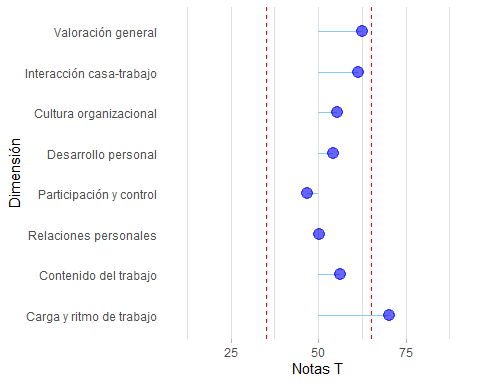 Valoración general
Interacción casa-trabajo
Cultura organizacional
Desarrollo personal
Participación y control
Relaciones personales
Contenido del trabajo
Carga y ritmo de trabajo
Dimensión
25 50 75
Notas T